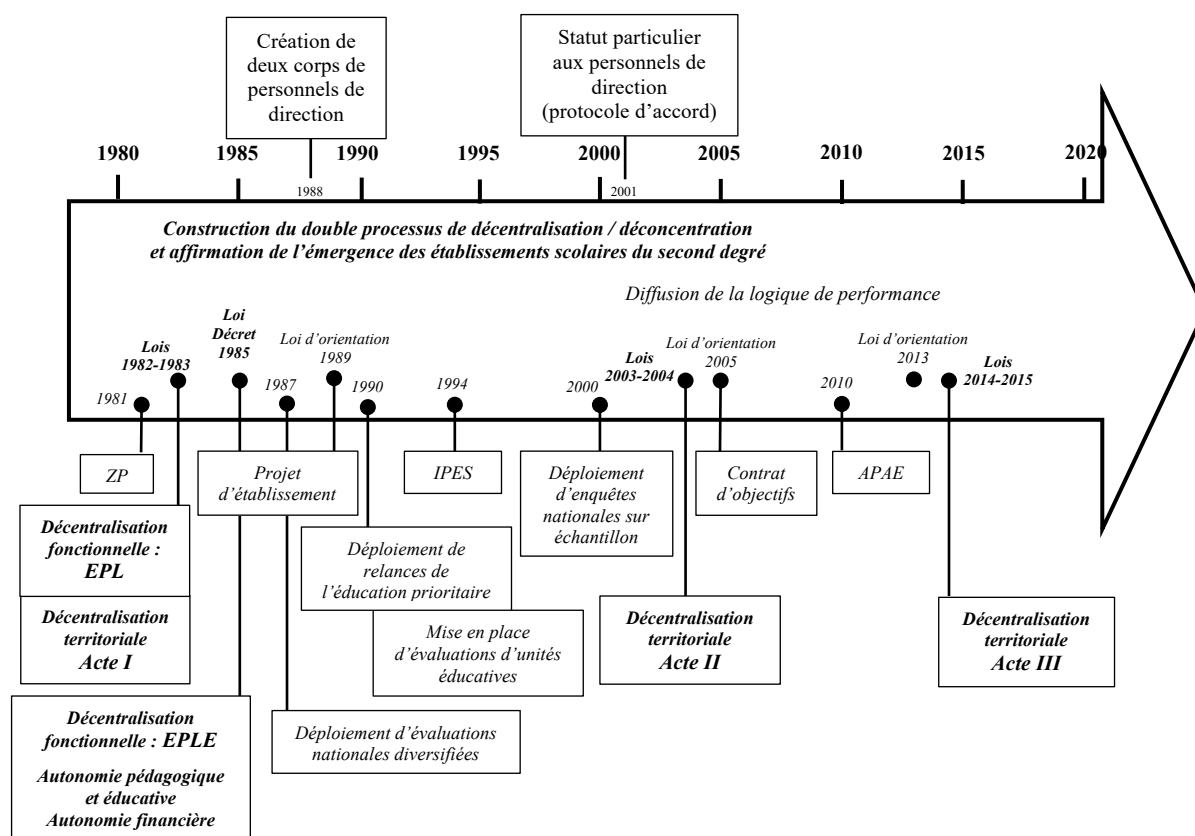 Création de
deux corps de
personnels de
direction
Statut particulier
aux personnels de
direction
(protocole d'accord)
1980
1985
1990
1995
2000
2005
2010
2015
2020
1988
2001
Construction du double processus de décentralisation / déconcentration
et affirmation de l'émergence des établissements scolaires du second degré
Diffusion de la logique de performance
1981
Lois
1982-1983
Loi
Décret
1985
1987
Loi d'orientation
1989
1990
1994
2000
Lois
2003-2004
Loi d'orientation
2005
2010
Loi d'orientation
2013
Lois
2014-2015
ZP
Projet
d'établissement
IPES
Déploiement
d'enquêtes
nationales sur
échantillon
Contrat
d'objectifs
APAE
Décentralisation
fonctionnelle :
EPL
Déploiement de
relances de
l'éducation prioritaire
Décentralisation
territoriale
Acte I
Mise en place
d'évaluations d'unités
éducatives
Décentralisation
territoriale
Acte II
Décentralisation
territoriale
Acte III
Décentralisation
fonctionnelle : EPLE
Autonomie pédagogique
et éducative
Autonomie financière
Déploiement d'évaluations
nationales diversifiées